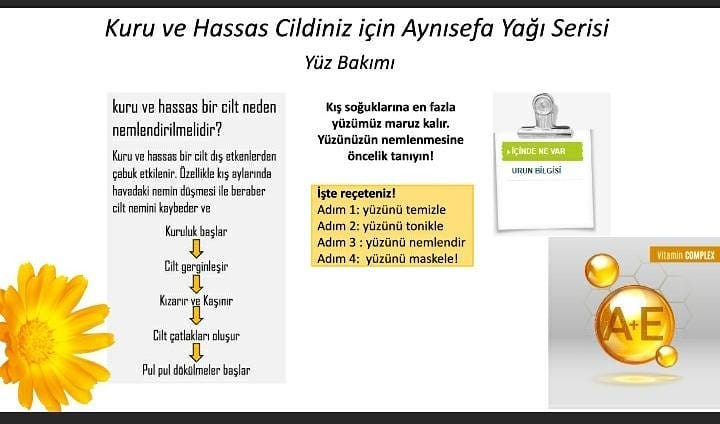 Kuru ve Hassas Cildiniz için Aynısefa Yağı Serisi
Yüz Bakımı
kuru ve hassas bir cilt neden
nemlendirilmelidir?
Kuru ve hassas bir cilt dış etkenlerden
çabuk etkilenir. Özellikle kış aylarında
havadaki nemin düşmesi ile beraber
cilt nemini kaybeder ve
Kuruluk başlar
Cilt gerginleşir
Kızarır ve Kaşınır
Cilt çatlakları oluşur
Pul pul dökülmeler başlar
Kış soğuklarına en fazla
yüzümüz maruz kalır.
Yüzünüzün nemlenmesine
öncelik tanıyın!
İşte reçeteniz!
Adım 1: yüzünü temizle
Adım 2: yüzünü tonikle
Adım 3 : yüzünü nemlendir
Adım 4:  yüzünü maskele!
İÇİNDE NE VAR
URUN BİLGİSİ
Vitamin COMPLEX
A+E